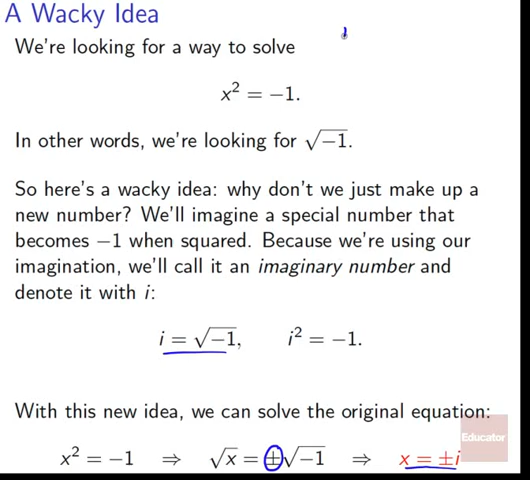 A Wacky Idea
We're looking for a way to solve
x² = −1.
In other words, we're looking for √−1.
So here's a wacky idea: why don't we just make up a
new number? We'll imagine a special number that
becomes −1 when squared. Because we're using our
imagination, we'll call it an imaginary number and
denote it with i:
i = √−1, i² = −1.
With this new idea, we can solve the original equation:
Educator
x² = −1 ⇒ √x = ±√−1 ⇒ x = ±i